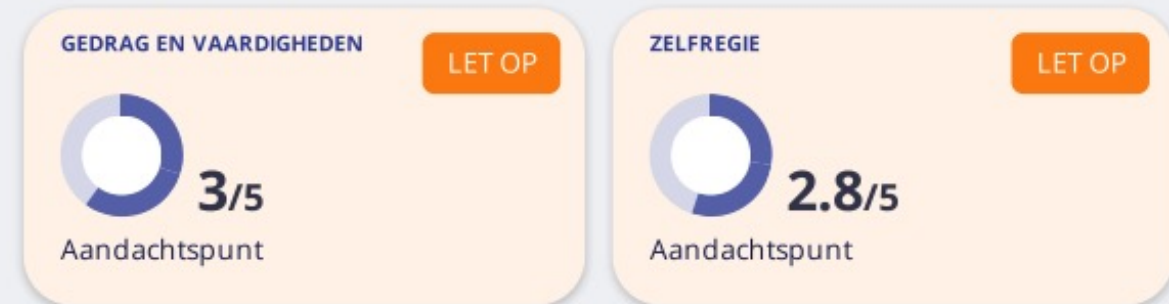 GEDRAG EN VAARDIGHEDEN
LET OP
3/5
Aandachtspunt
ZELFREGIE
LET OP
2.8/5
Aandachtspunt